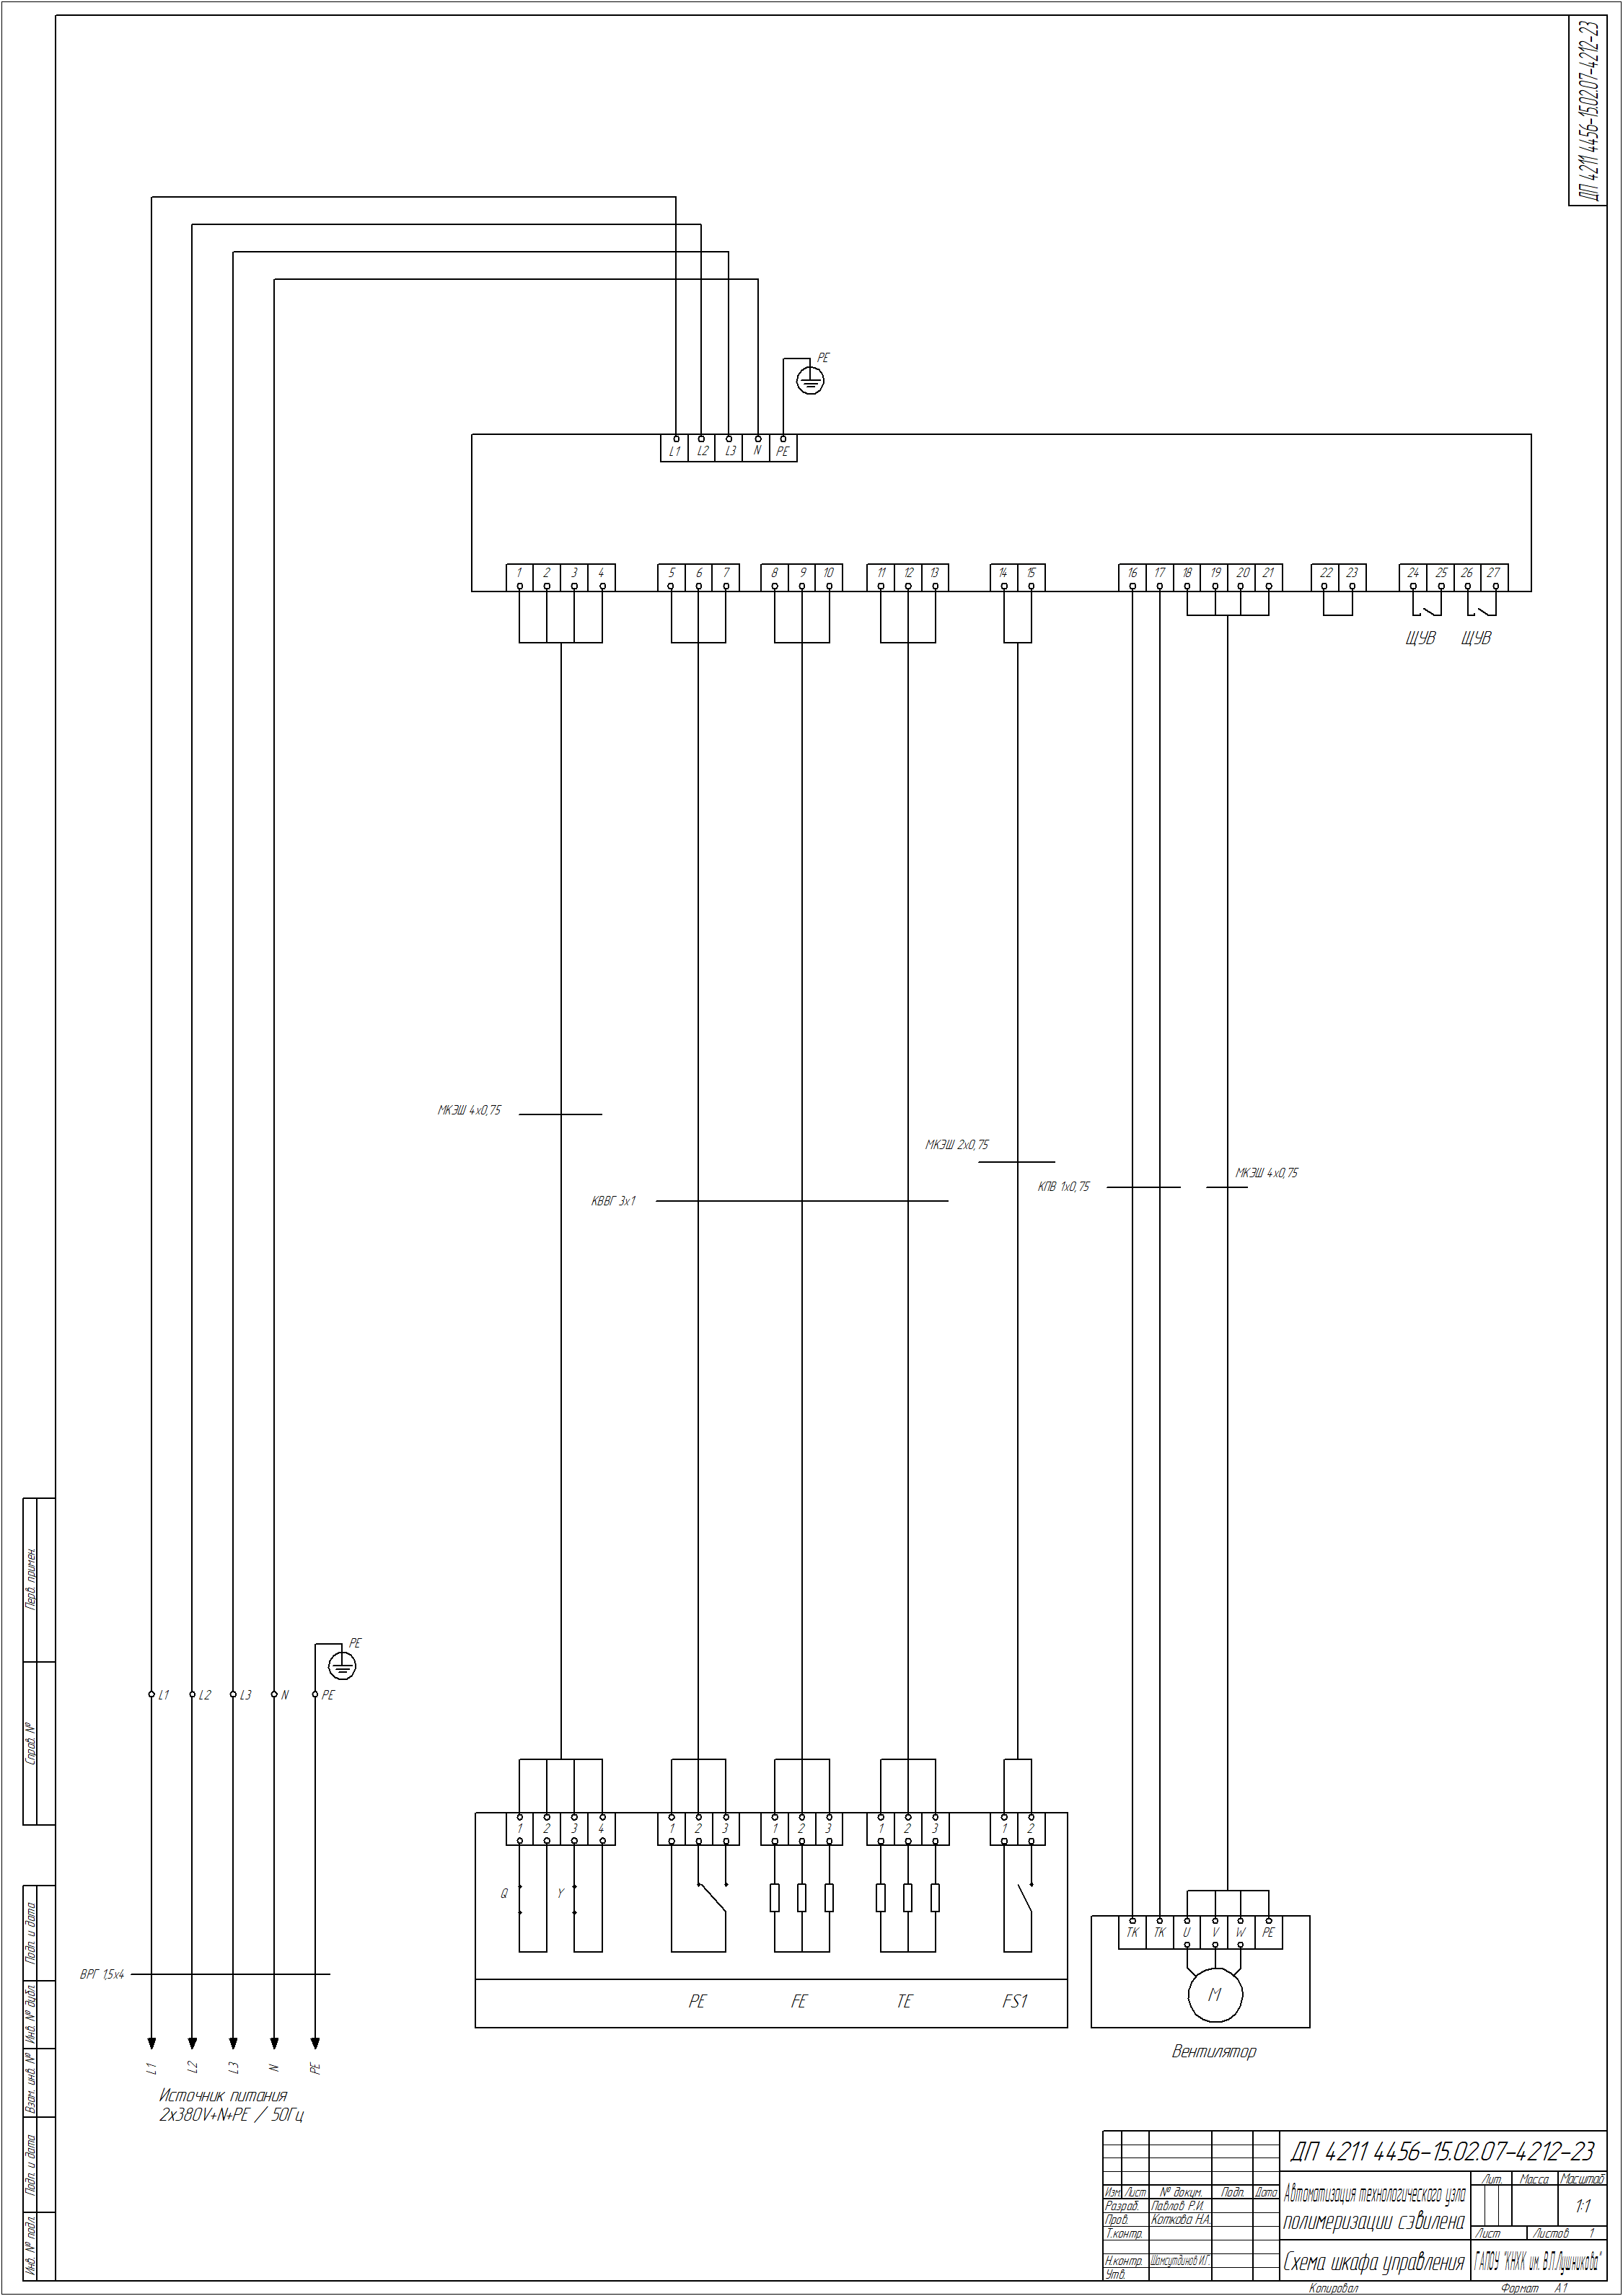 ДП 4211 4456-15.02.07-4212-23
PE
L1 L2 L3 N PE
1 2 3 4 5 6 7 8 9 10 11 12 13 14 15 16 17 18 19 20 21 22 23 24 25 26 27
ЩУВ ЩУВ
МКЭШ 4х0,75
МКЭШ 2х0,75
МКЭШ 4х0,75
КПВ 1х0,75
КВВГ 3х1
Перв. примен.
Справ. №
PE
L1 L2 L3 N PE
1 2 3 4 1 2 3 1 2 3 1 2 3 1 2
Q Y
ТК ТК U V W PE
M
PE FE TE FS1
Вентилятор
ВРГ 1,5х4
L1 L2 L3 N PE
Источник питания
2х380V+N+PE / 50Гц
Подп. и дата
Инв. № дубл.
Взам. инв. №
Подп. и дата
Инв. № подл.
ДП 4211 4456-15.02.07-4212-23
Изм. Лист № докум. Подп. Дата
Разраб. Павлов Р.И.
Пров. Коткова Н.А.
Т.контр.
Н.контр. Шамсутдинов И.Г.
Утв.
Автоматизация технологического узла
полимеризации сэвилена
Лит. Масса Масштаб
1:1
Лист Листов 1
Схема шкафа управления
ГАПОУ "КНХК им. В.П.Лушникова"
Копировал Формат А1